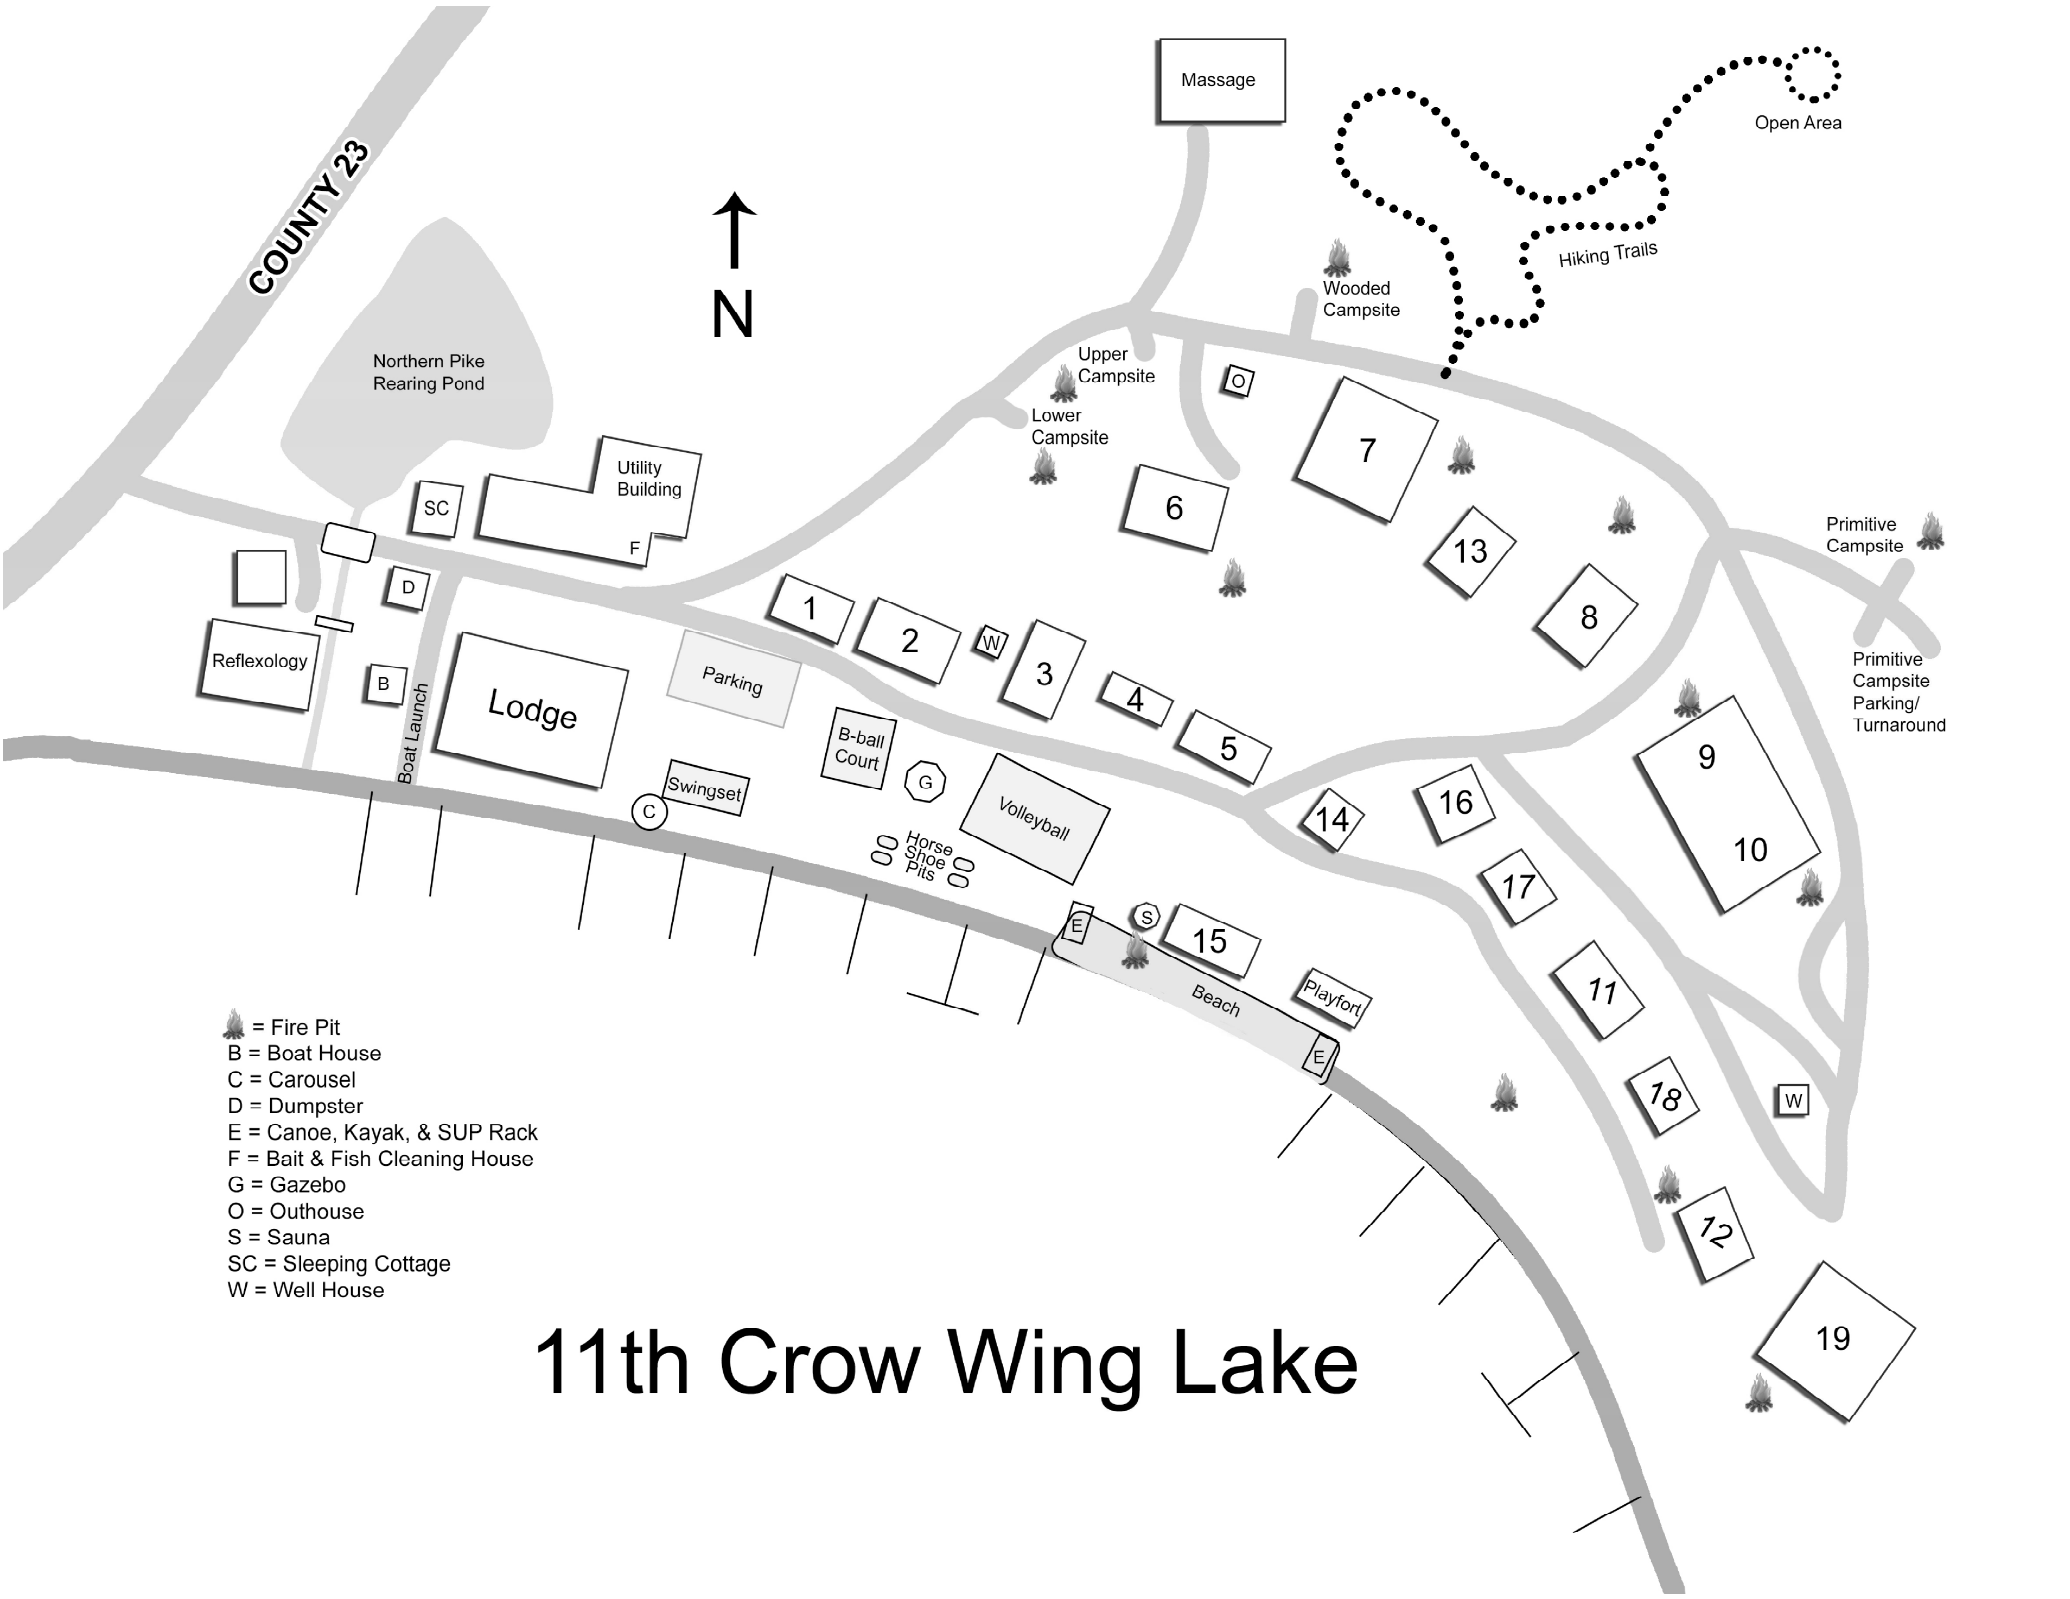 COUNTY 23
Massage
Open Area
Hiking Trails
N
Wooded
Campsite
Northern Pike
Rearing Pond
Upper
Campsite
Lower
Campsite
O
7
Utility
Building
SC
F
6
13
8
Primitive
Campsite
D
1
2
W
3
4
5
Reflexology
B
Boat Launch
Lodge
Parking
Primitive
Campsite
Parking/
Turnaround
B-ball
Court
G
Swingset
C
Volleyball
Horse
Shoe
Pits
9
10
14
16
17
E
S
15
Beach
Playfort
E
11
18
W
12
19
= Fire Pit
B = Boat House
C = Carousel
D = Dumpster
E = Canoe, Kayak, & SUP Rack
F = Bait & Fish Cleaning House
G = Gazebo
O = Outhouse
S = Sauna
SC = Sleeping Cottage
W = Well House
11th Crow Wing Lake